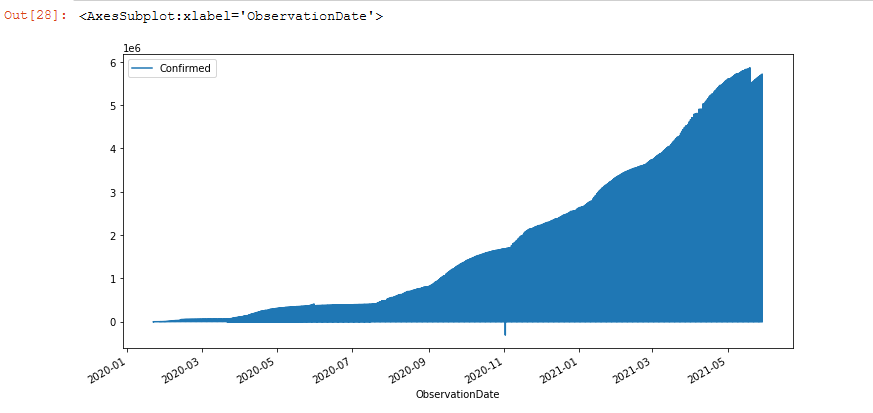 Out[28]: <AxesSubplot:xlabel='ObservationDate'>
1e6
Confirmed
6
5
4
3
2
1
0
2020-01 2020-03 2020-05 2020-07 2020-09 2020-11 2021-01 2021-03 2021-05
ObservationDate